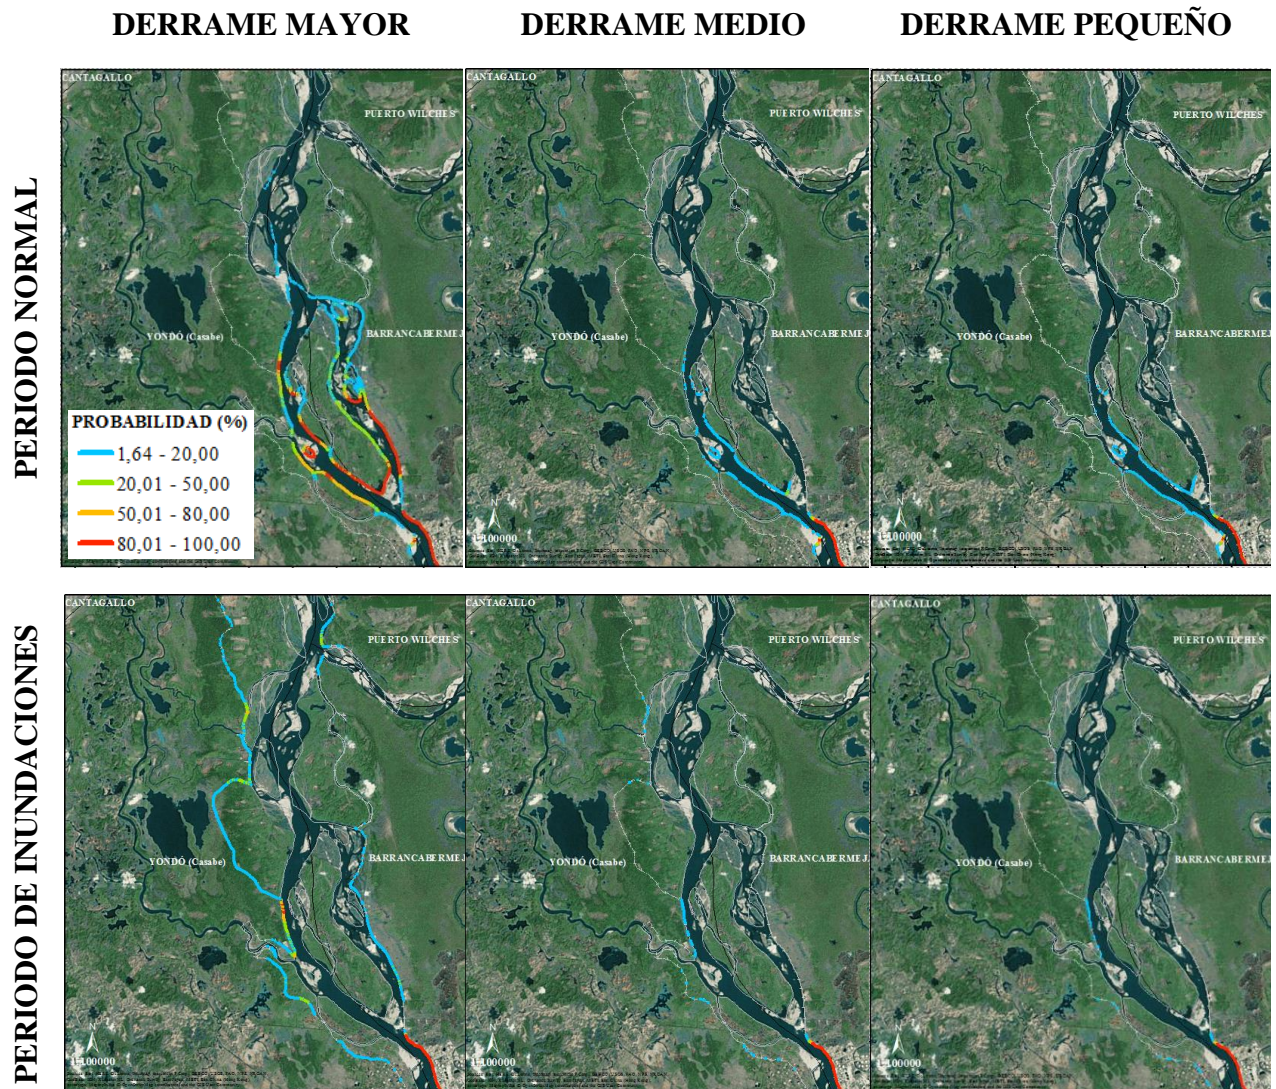 DERRAME MAYOR
DERRAME MEDIO
DERRAME PEQUEÑO
PERIODO NORMAL
CANTAGALLO
PUERTO WILCHES
YONDÓ (Casabe)
BARRANCABERMEJ
PROBABILIDAD (%)
1,64 - 20,00
20,01 - 50,00
50,01 - 80,00
80,01 - 100,00
CANTAGALLO
PUERTO WILCHES
YONDÓ (Casabe)
BARRANCABERMEJ
N
1:100000
CANTAGALLO
PUERTO WILCHES
YONDÓ (Casabe)
BARRANCABERMEJ
N
1:100000
PERIODO DE INUNDACIONES
CANTAGALLO
PUERTO WILCHES
YONDÓ (Casabe)
BARRANCABERMEJ
N
1:100000
CANTAGALLO
PUERTO WILCHES
YONDÓ (Casabe)
BARRANCABERMEJ
N
1:100000
CANTAGALLO
PUERTO WILCHES
YONDÓ (Casabe)
BARRANCABERMEJ
N
1:100000